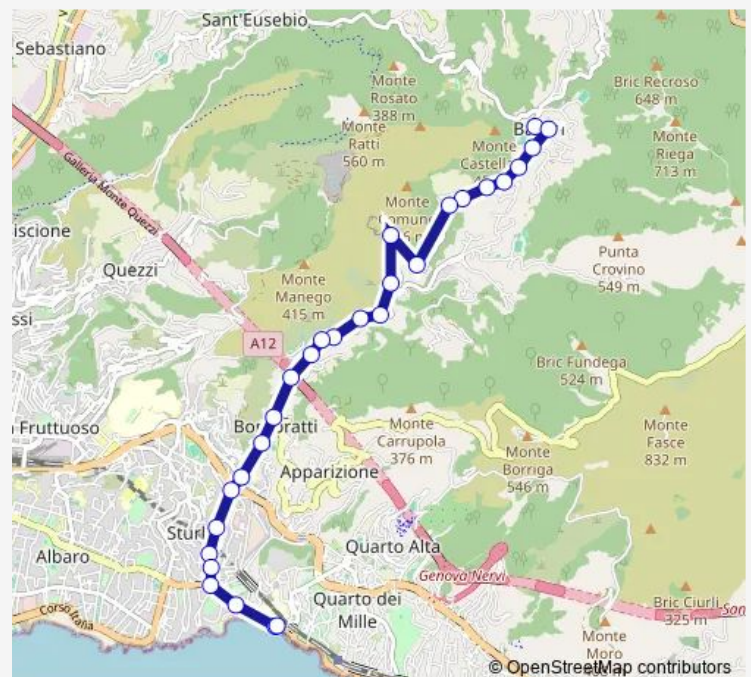 Sant'Eusebio
Sebastiano
Monte
Rosato
388 m
Bric Recroso
648 m
Monte
Ratti
560 m
Monte
Riega
713 m
Monte
Castell
Galleria Monte Quezzi
Monte
iscione
Quezzi
Punta
Crovino
549 m
Monte
Manego
415 m
ssi
A12
Bric Fundega
524 m
Fruttuoso
Monte
Carrupola
376 m
Monte
Fasce
832 m
Monte
Borriga
546 m
Apparizione
Sturl
Quarto Alta
Albaro
Genova Nervi
Quarto dei
Mille
Bric Ciurli
325 m
Corso Italia
Monte
Moro
© OpenStreetMap contributors